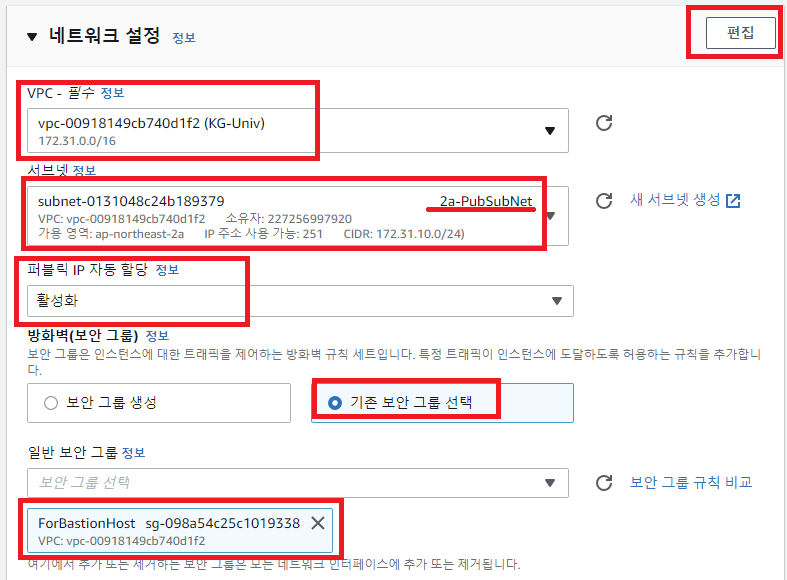 네트워크 설정 정보
편집
VPC - 필수 정보
vpc-00918149cb740d1f2 (KG-Univ)
172.31.0.0/16
서브넷 정보
subnet-0131048c24b189379 2a-PubSubNet
VPC: vpc-00918149cb740d1f2 소유자: 227256997920
가용 영역: ap-northeast-2a IP 주소 사용 가능: 251 CIDR: 172.31.10.0/24)
새 서브넷 생성
퍼블릭 IP 자동 할당 정보
활성화
방화벽(보안 그룹) 정보
보안 그룹은 인스턴스에 대한 트래픽을 제어하는 방화벽 규칙 세트입니다. 특정 트래픽이 인스턴스에 도달하도록 허용하는 규칙을 추가합니
다.
보안 그룹 생성
기존 보안 그룹 선택
일반 보안 그룹 정보
보안 그룹 선택
보안 그룹 규칙 비교
ForBastionHost sg-098a54c25c1019338
VPC: vpc-00918149cb740d1f2
여기에서 추가 또는 제거하는 보안 그룹은 모든 네트워크 인터페이스에 추가 또는 제거됩니다.